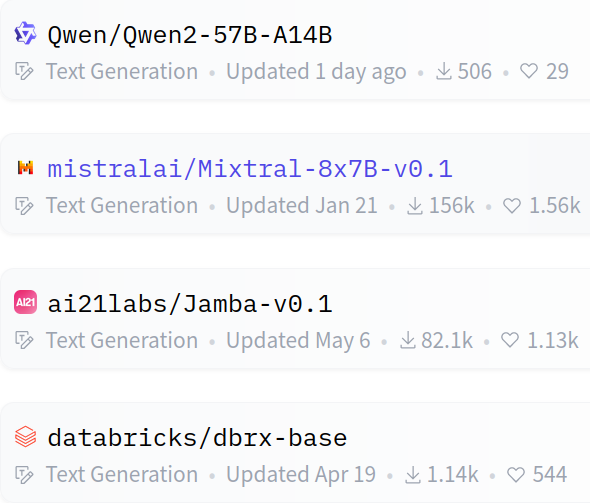 Qwen/Qwen2-57B-A14B
Text Generation • Updated 1 day ago • 506 • 29
mistralai/Mixtral-8x7B-v0.1
Text Generation • Updated Jan 21 • 156k • 1.56k
AI21 ai21labs/Jamba-v0.1
Text Generation • Updated May 6 • 82.1k • 1.13k
databricks/dbrx-base
Text Generation • Updated Apr 19 • 1.14k • 544